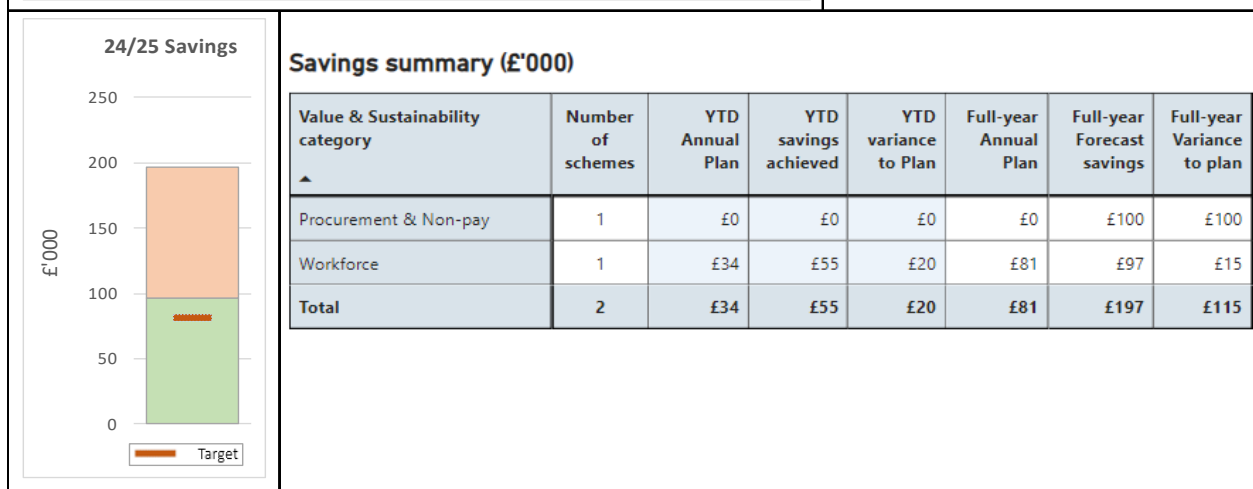 24/25 Savings
250
200
150
100
50
0
£'000
Target
Savings summary (£'000)
Value & Sustainability category Number of schemes YTD Annual Plan YTD savings achieved YTD variance to Plan Full-year Annual Plan Full-year Forecast savings Full-year Variance to plan
Procurement & Non-pay 1 £0 £0 £0 £0 £100 £100
Workforce 1 £34 £55 £20 £81 £97 £15
Total 2 £34 £55 £20 £81 £197 £115